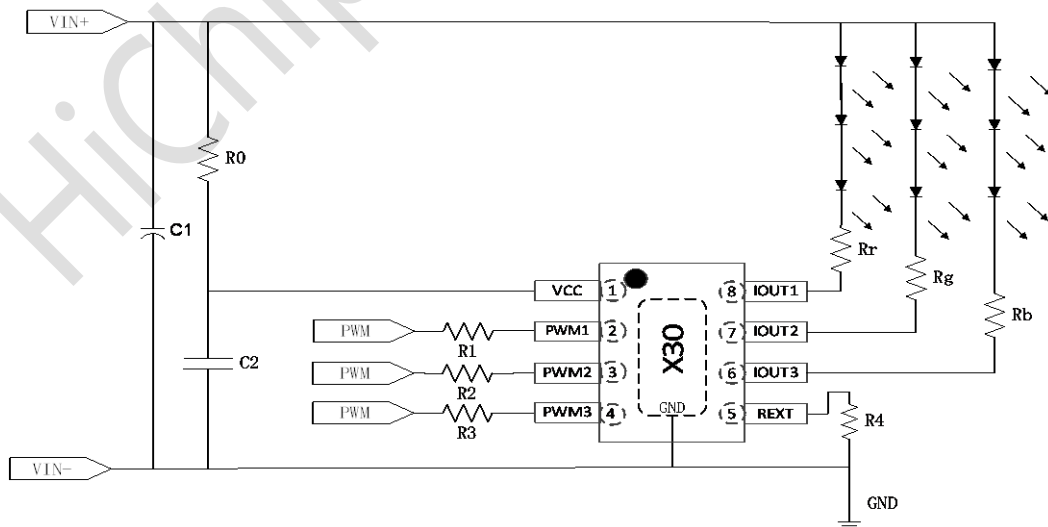 VIN+
HiChip
R0
C1
Rr
Rg
Rb
VCC 1
8 IOUT1
PWM PWM1 2
7 IOUT2
R1
X30
PWM PWM2 3
6 IOUT3
C2
R2
PWM PWM3 4
GND
5 REXT
R4
R3
VIN-
GND